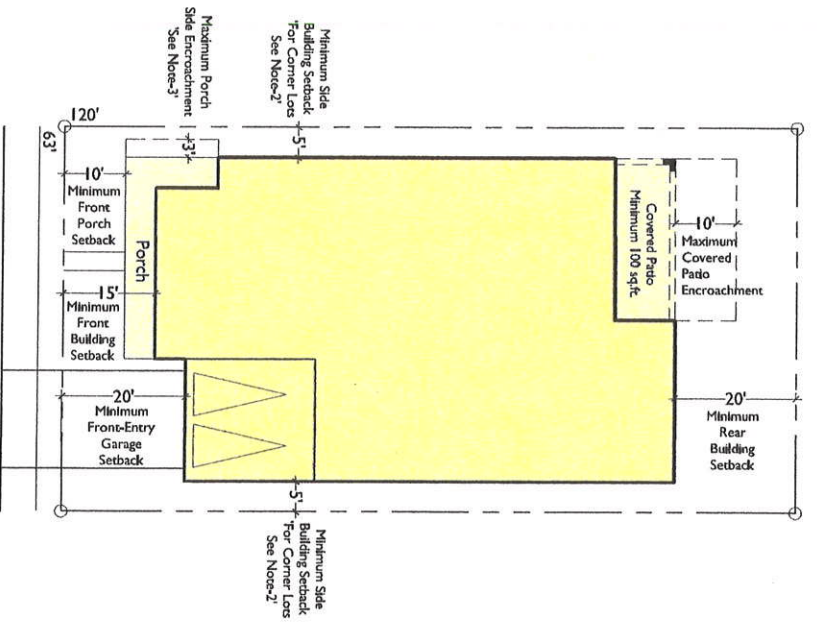 Maximum Porch
Side Encroachment
'See Note-3'
Minimum Side
Building Setback
'For Corner Lots
See Note-2'
120'
63'
3'
5'
10'
Minimum
Front
Porch
Setback
Porch
15'
Minimum
Front
Building
Setback
20'
Minimum
Front-Entry
Garage
Setback
Covered Patio
Minimum 100 sq.ft.
10'
Maximum
Covered
Patio
Encroachment
20'
Minimum
Rear
Building
Setback
5'
Minimum Side
Building Setback
'For Corner Lots
See Note-2'